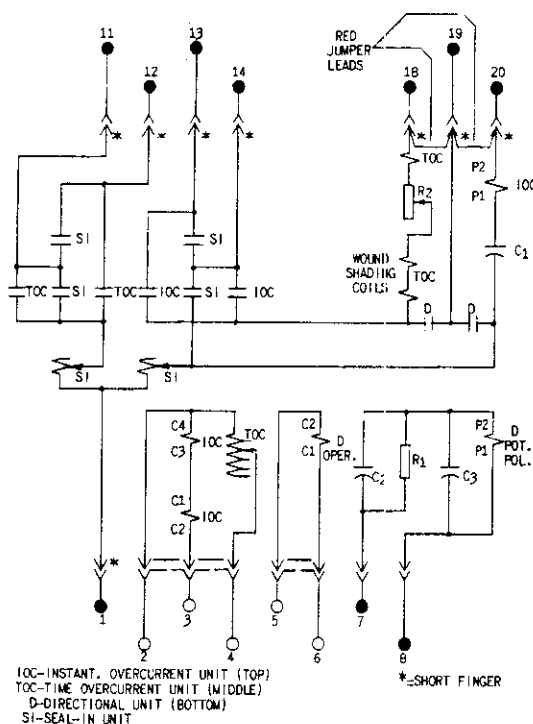 11
12
13
14
RED
JUMPER
LEADS
19
18
20
*
*
*
*
*
*
*
TOC
P2
P1
IOC
R2
SI
SI
C1
WOUND
SHADING
COILS
TOC
TOC
SI
TOC
IOC
SI
IOC
D
D
SI
SI
C4
C3
IOC
TOC
C1
C2
IOC
C2
C1
D
OPER.
C2
R1
C3
P2
P1
D
POT.
POL.
*
1
2
3
4
5
6
7
8
IOC-INSTANT. OVERCURRENT UNIT (TOP)
TOC-TIME OVERCURRENT UNIT (MIDDLE)
D-DIRECTIONAL UNIT (BOTTOM)
SI-SEAL-IN UNIT
*=SHORT FINGER